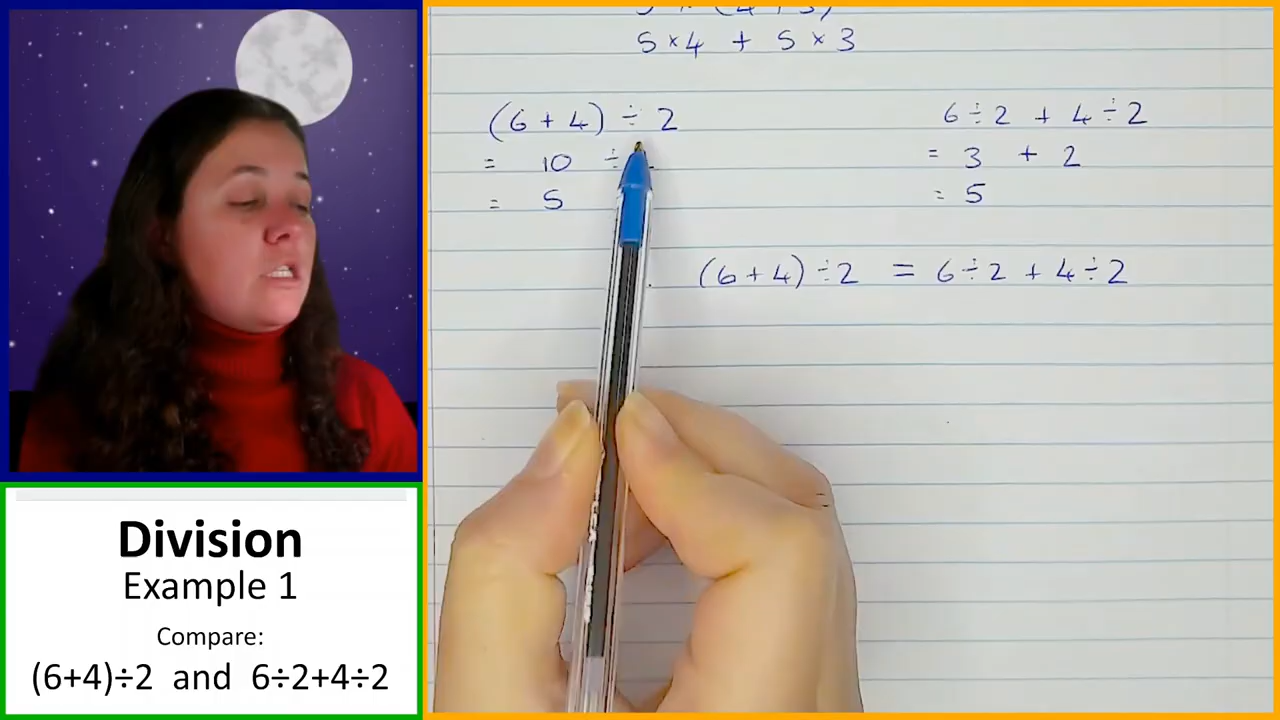 5 × 4 + 5 × 3
(6 + 4) ÷ 2
= 10 ÷
= 5
6 ÷ 2 + 4 ÷ 2
= 3 + 2
= 5
(6 + 4) ÷ 2 = 6 ÷ 2 + 4 ÷ 2
Division
Example 1
Compare:
(6+4)÷2 and 6÷2+4÷2